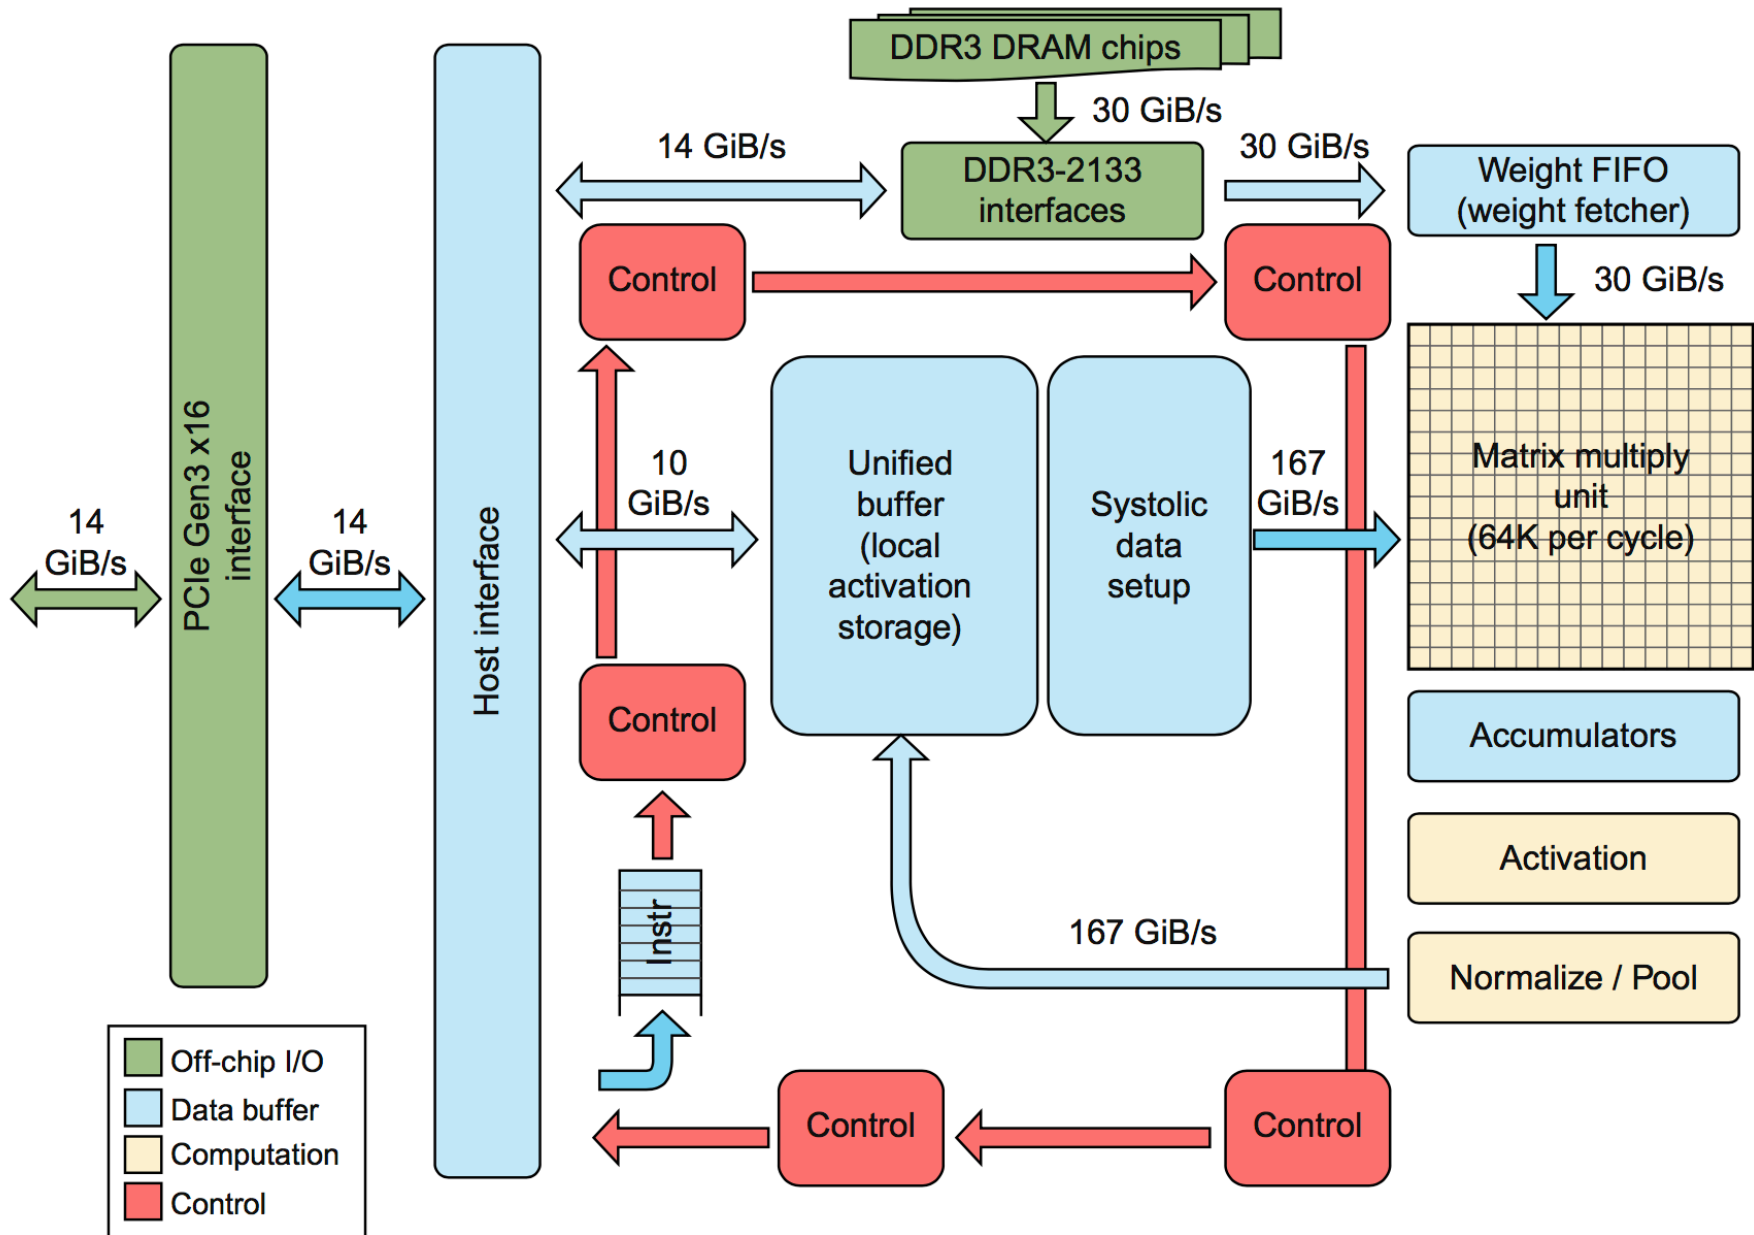 DDR3 DRAM chips
30 GiB/s
14 GiB/s
DDR3-2133
interfaces
30 GiB/s
Weight FIFO
(weight fetcher)
30 GiB/s
Control
Control
PCIe Gen3 x16
interface
14
GiB/s
14
GiB/s
Host interface
10
GiB/s
Unified
buffer
(local
activation
storage)
Systolic
data
setup
167
GiB/s
Matrix multiply
unit
(64K per cycle)
Control
Accumulators
Activation
Instr
167 GiB/s
Normalize / Pool
Control
Control
Off-chip I/O
Data buffer
Computation
Control